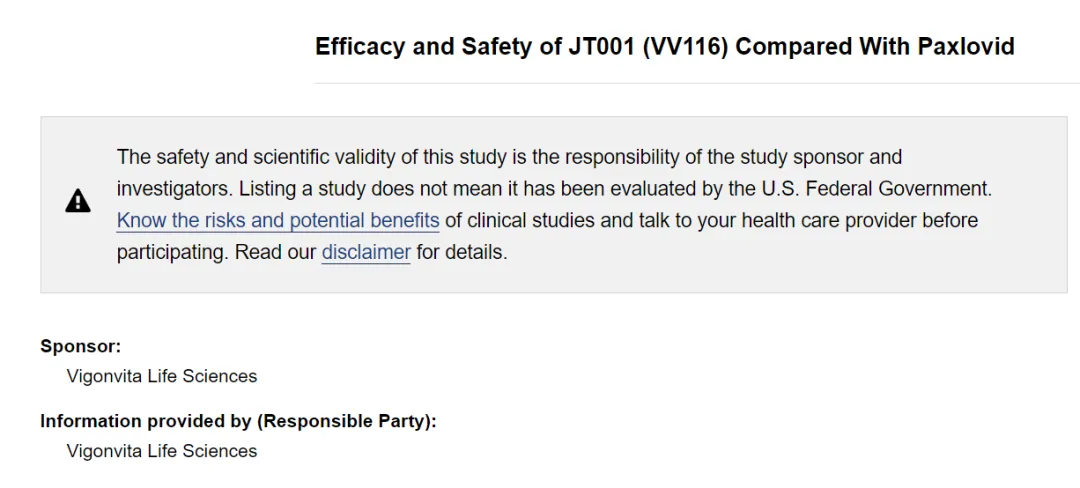 Efficacy and Safety of JT001 (VV116) Compared With Paxlovid
The safety and scientific validity of this study is the responsibility of the study sponsor and
investigators. Listing a study does not mean it has been evaluated by the U.S. Federal Government.
Know the risks and potential benefits of clinical studies and talk to your health care provider before
participating. Read our disclaimer for details.
Sponsor:
Vigonvita Life Sciences
Information provided by (Responsible Party):
Vigonvita Life Sciences